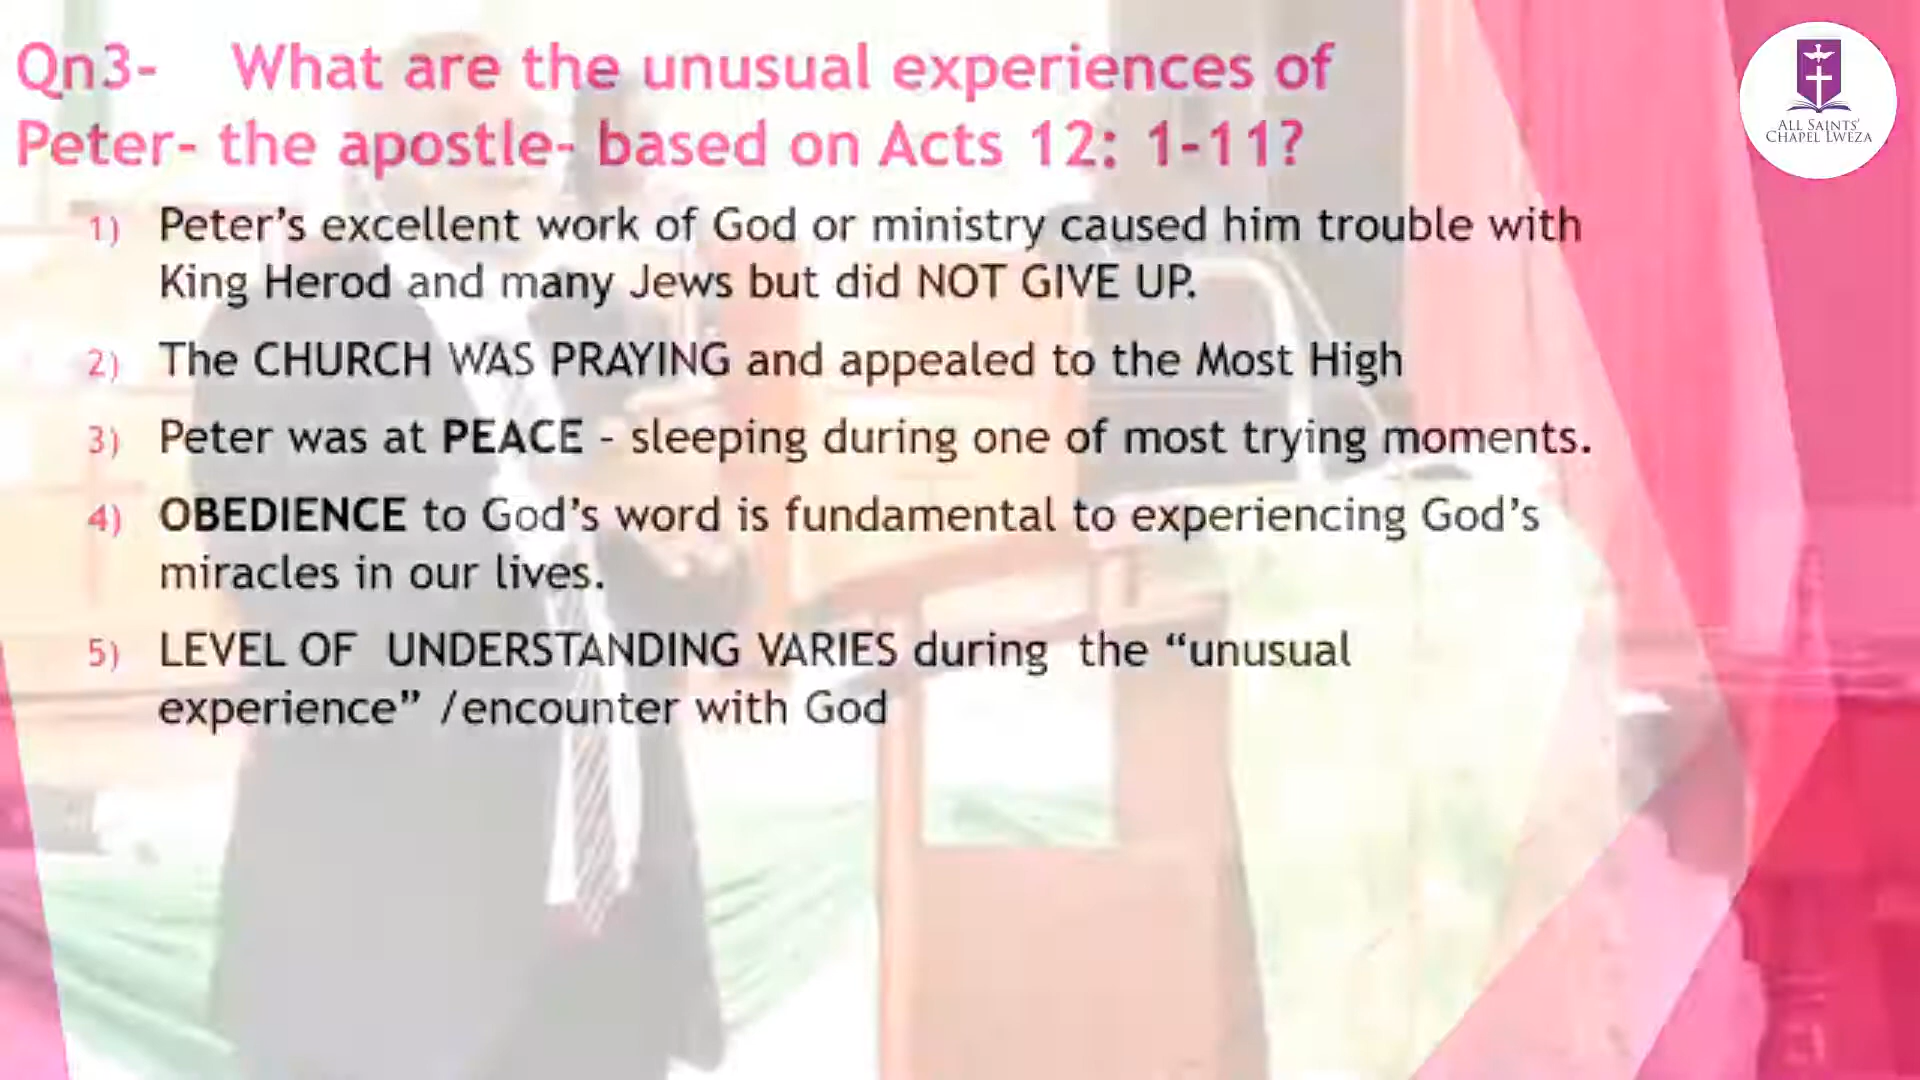 Qn3- What are the unusual experiences of
Peter- the apostle- based on Acts 12: 1-11?
1) Peter’s excellent work of God or ministry caused him trouble with
King Herod and many Jews but did NOT GIVE UP.
2) The CHURCH WAS PRAYING and appealed to the Most High
3) Peter was at PEACE - sleeping during one of most trying moments.
4) OBEDIENCE to God’s word is fundamental to experiencing God’s
miracles in our lives.
5) LEVEL OF UNDERSTANDING VARIES during the “unusual
experience” /encounter with God
ALL SAINTS’
CHAPEL LWEZA